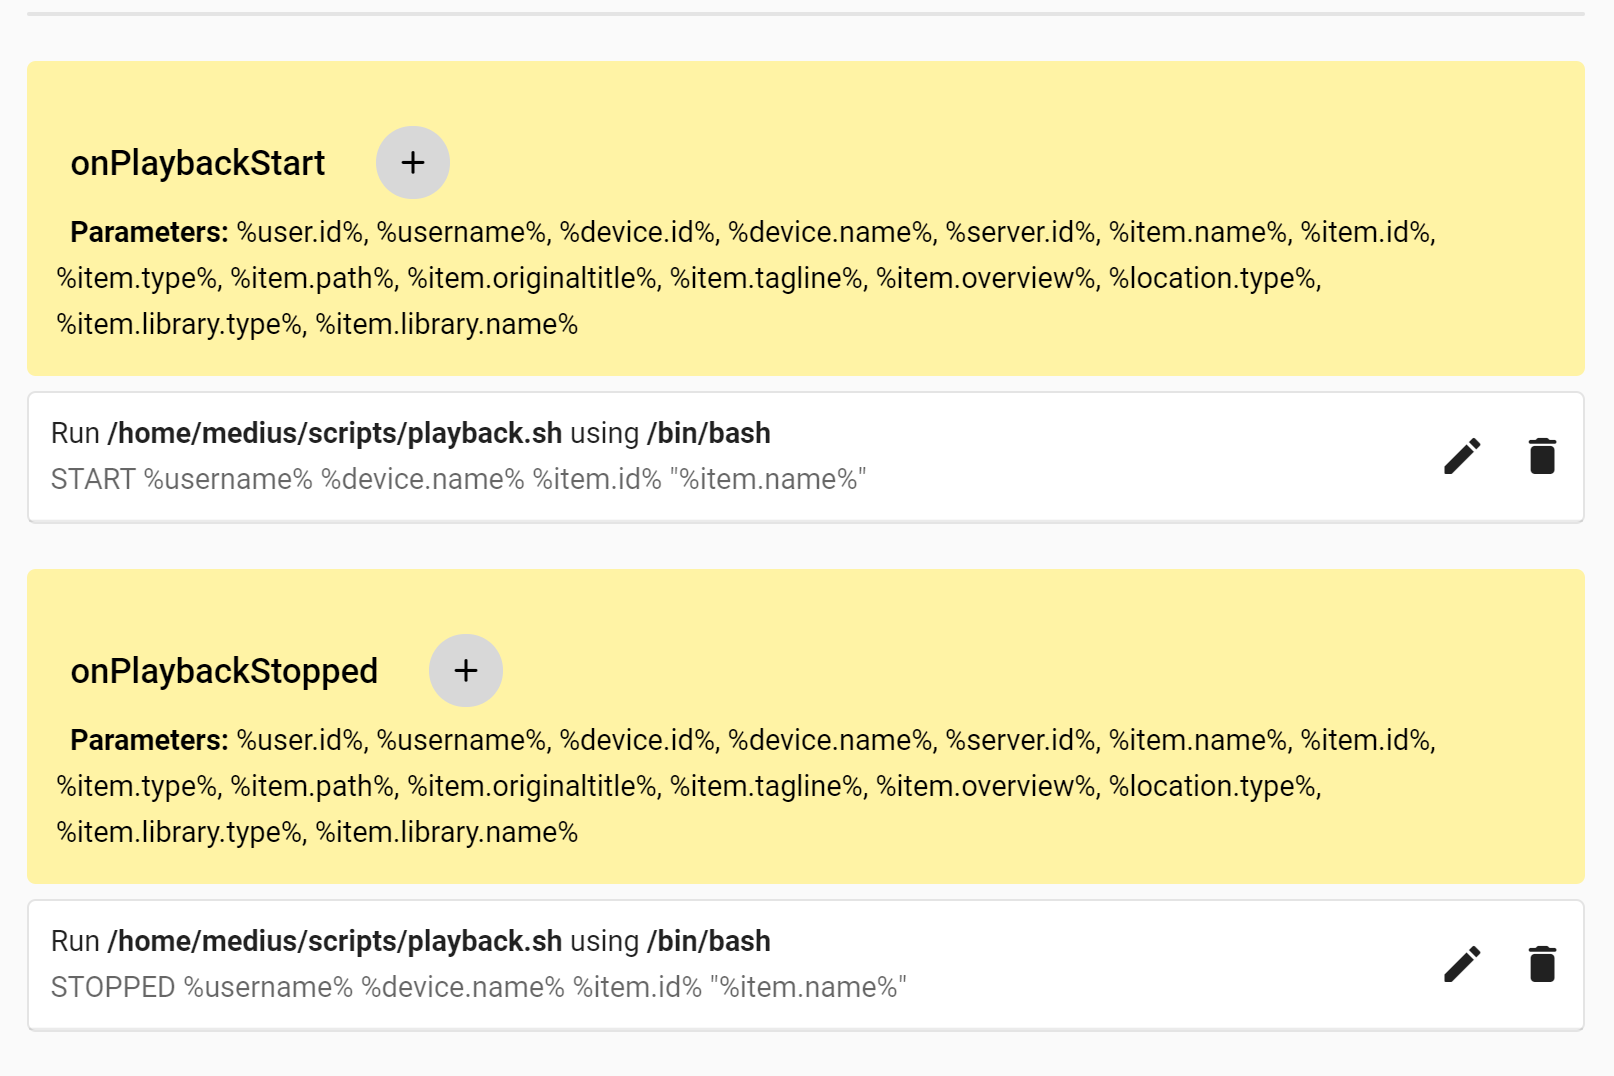 onPlaybackStart +
Parameters: %user.id%, %username%, %device.id%, %device.name%, %server.id%, %item.name%, %item.id%,
%item.type%, %item.path%, %item.originaltitle%, %item.tagline%, %item.overview%, %location.type%,
%item.library.type%, %item.library.name%
Run /home/medius/scripts/playback.sh using /bin/bash
START %username% %device.name% %item.id% "%item.name%"
onPlaybackStopped +
Parameters: %user.id%, %username%, %device.id%, %device.name%, %server.id%, %item.name%, %item.id%,
%item.type%, %item.path%, %item.originaltitle%, %item.tagline%, %item.overview%, %location.type%,
%item.library.type%, %item.library.name%
Run /home/medius/scripts/playback.sh using /bin/bash
STOPPED %username% %device.name% %item.id% "%item.name%"